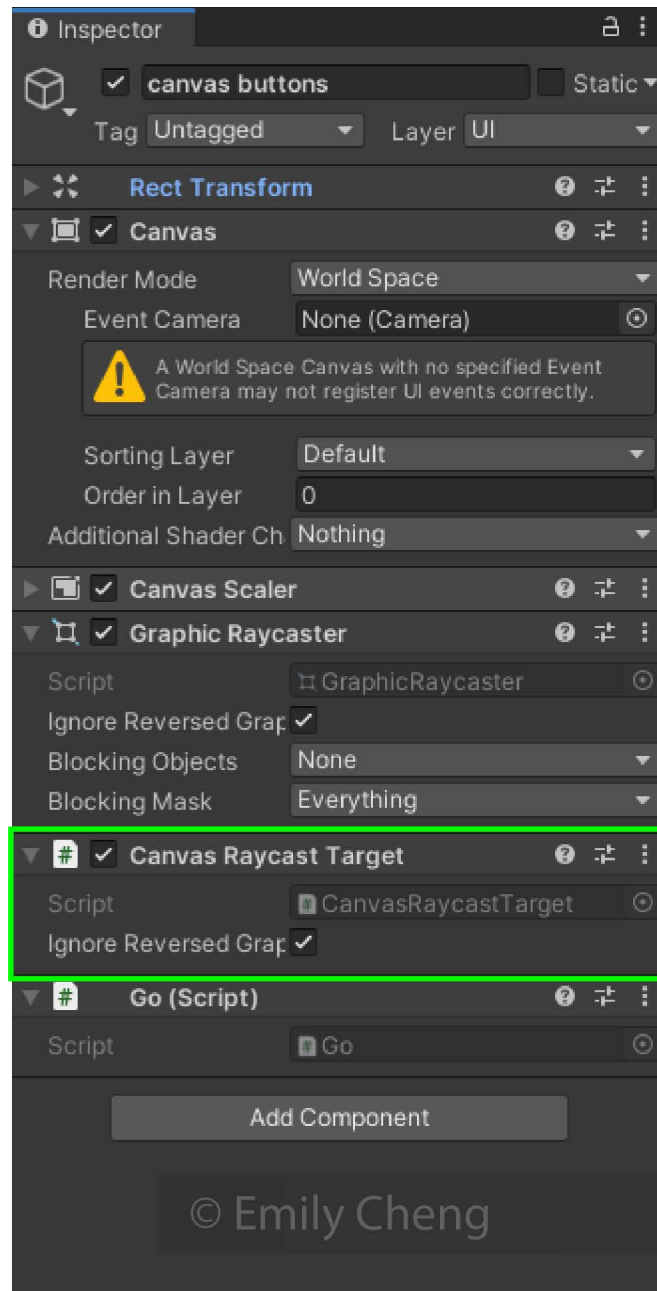 Inspector
canvas buttons
Static
Tag Untagged Layer UI
Rect Transform
Canvas
Render Mode World Space
Event Camera None (Camera)
A World Space Canvas with no specified Event
Camera may not register UI events correctly.
Sorting Layer Default
Order in Layer 0
Additional Shader Ch Nothing
Canvas Scaler
Graphic Raycaster
Script GraphicRaycaster
Ignore Reversed Grap
Blocking Objects None
Blocking Mask Everything
# Canvas Raycast Target
Script # CanvasRaycastTarget
Ignore Reversed Grap
# Go (Script)
Script # Go
Add Component
© Emily Cheng